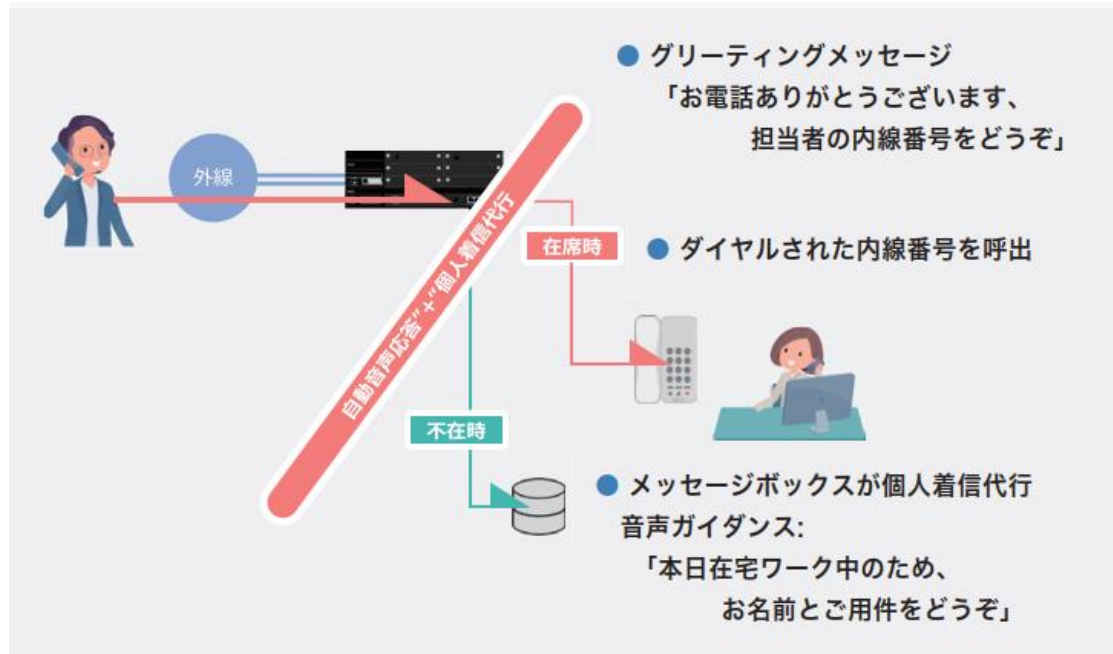 ● グリーティングメッセージ
「お電話ありがとうございます、
担当者の内線番号をどうぞ」
外線
自動音声応答”+“個人着信代行
在席時
● ダイヤルされた内線番号を呼出
不在時
● メッセージボックスが個人着信代行
音声ガイダンス:
「本日在宅ワーク中のため、
お名前とご用件をどうぞ」